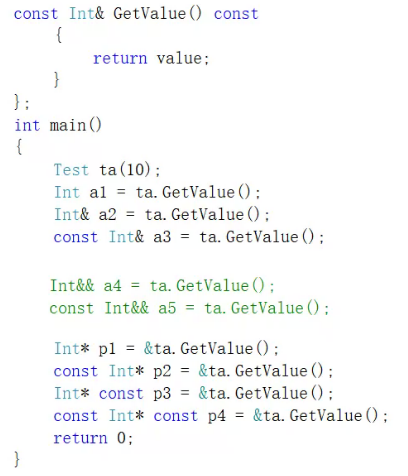 const Int& GetValue() const
{
return value;
}
};
int main()
{
Test ta(10);
Int a1 = ta.GetValue();
Int& a2 = ta.GetValue();
const Int& a3 = ta.GetValue();
Int&& a4 = ta.GetValue();
const Int&& a5 = ta.GetValue();
Int* p1 = &ta.GetValue();
const Int* p2 = &ta.GetValue();
Int* const p3 = &ta.GetValue();
const Int* const p4 = &ta.GetValue();
return 0;
}